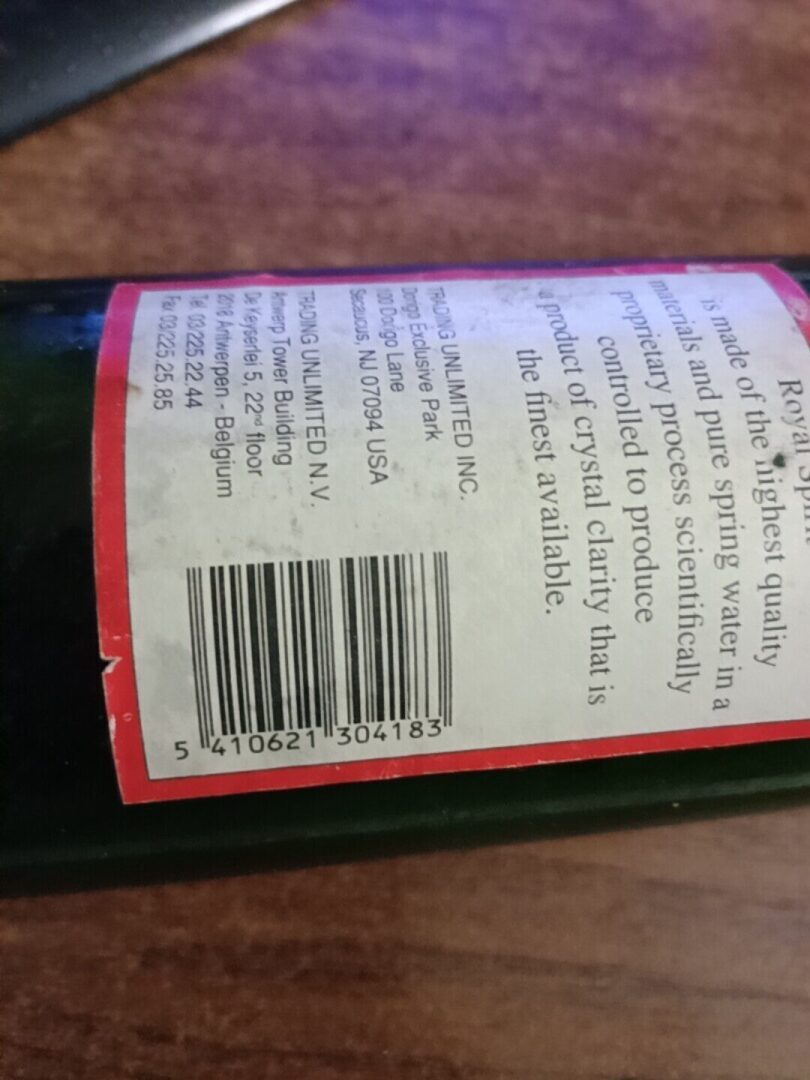 Royal
is made of the highest quality
materials and pure spring water in a
proprietary process scientifically
controlled to produce
a product of crystal clarity that is
the finest available.
TRADING UNLIMITED INC.
Dorigo Exclusive Park
100 Dorigo Lane
Secaucus, NJ 07094 USA
TRADING UNLIMITED N.V.
Antwerp Tower Building
De Keyserlei 5, 22nd floor
2018 Antwerpen - Belgium
Tel 03/225 22.44
Fax 03/225 25.85
5 410621 304183